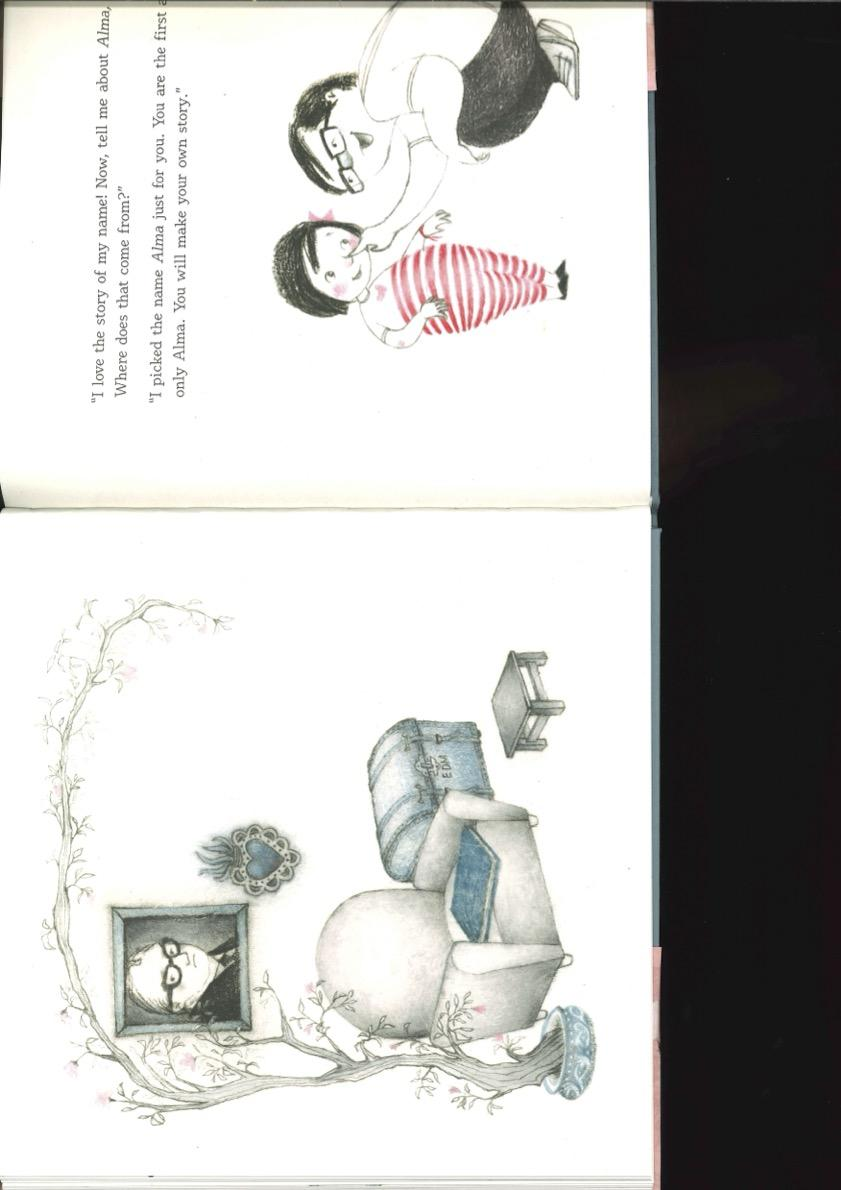 "I love the story of my name! Now, tell me about Alma,
Where does that come from?"
"I picked the name Alma just for you. You are the first a
only Alma. You will make your own story."
EDM